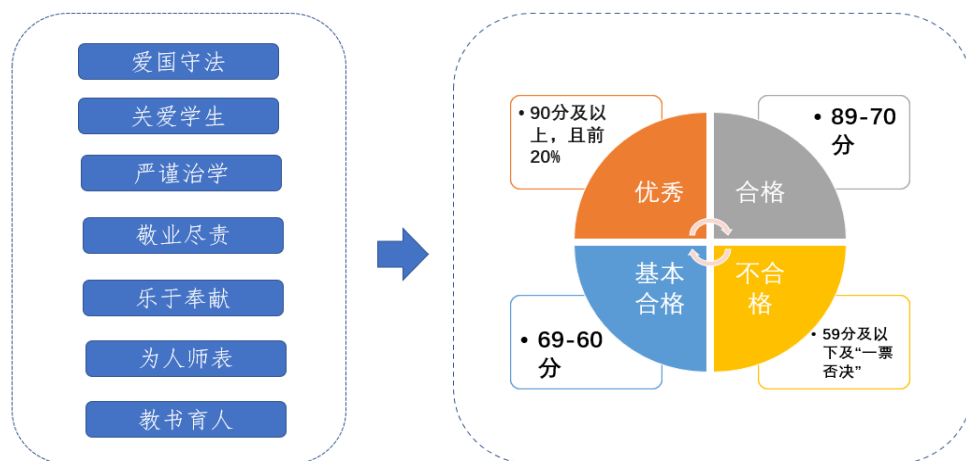 爱国守法
关爱学生
严谨治学
敬业尽责
乐于奉献
为人师表
教书育人
• 90分及以
上，且前
20%
优秀
合格
• 89-70
分
基本
合格
• 69-60
分
不合
格
• 59分及以
下及“一票
否决”